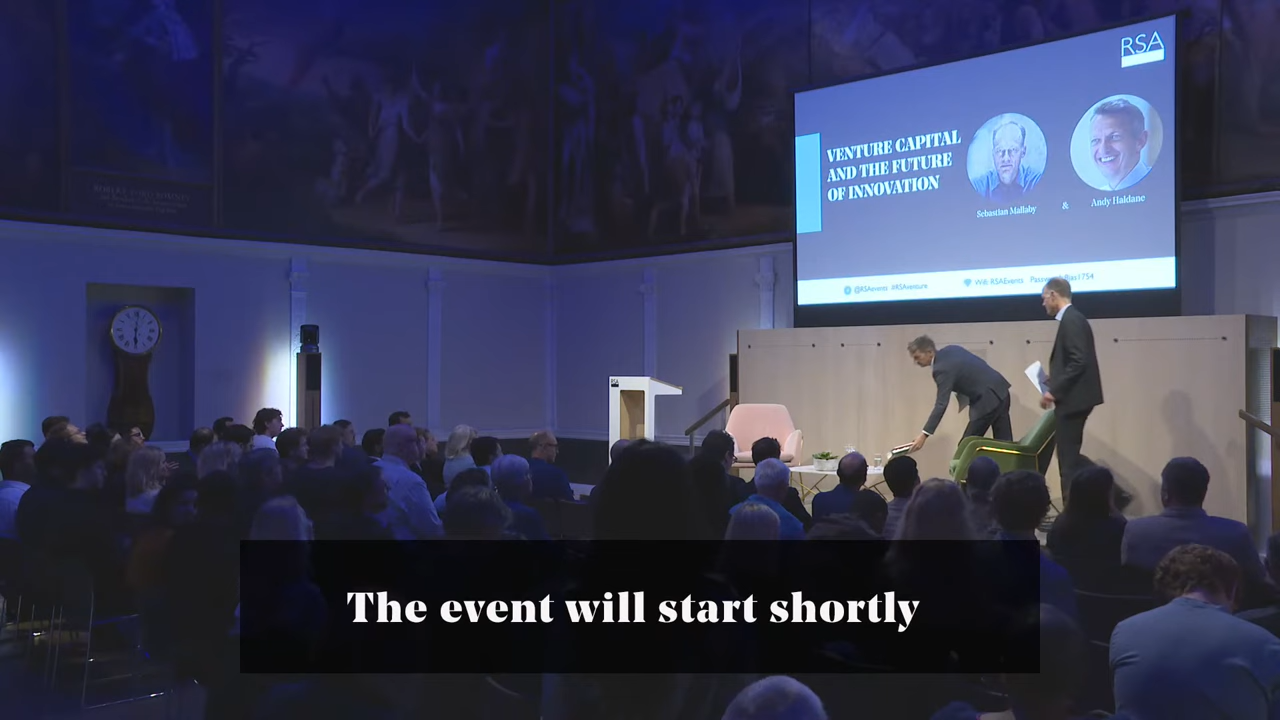 RSA
VENTURE CAPITAL
AND THE FUTURE
OF INNOVATION
Sebastian Mallaby & Andy Haldane
@RSAevents #RSAventure Wifi: RSAEvents
RSA
The event will start shortly